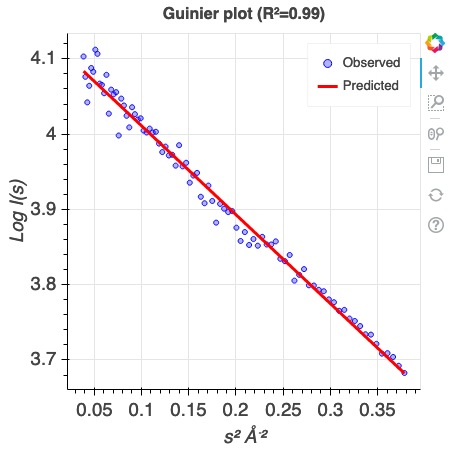 Guinier plot (R²=0.99)
Observed
Predicted
Log I(s)
4.1
4
3.9
3.8
3.7
0.05 0.1 0.15 0.2 0.25 0.3 0.35
s² Å⁻²